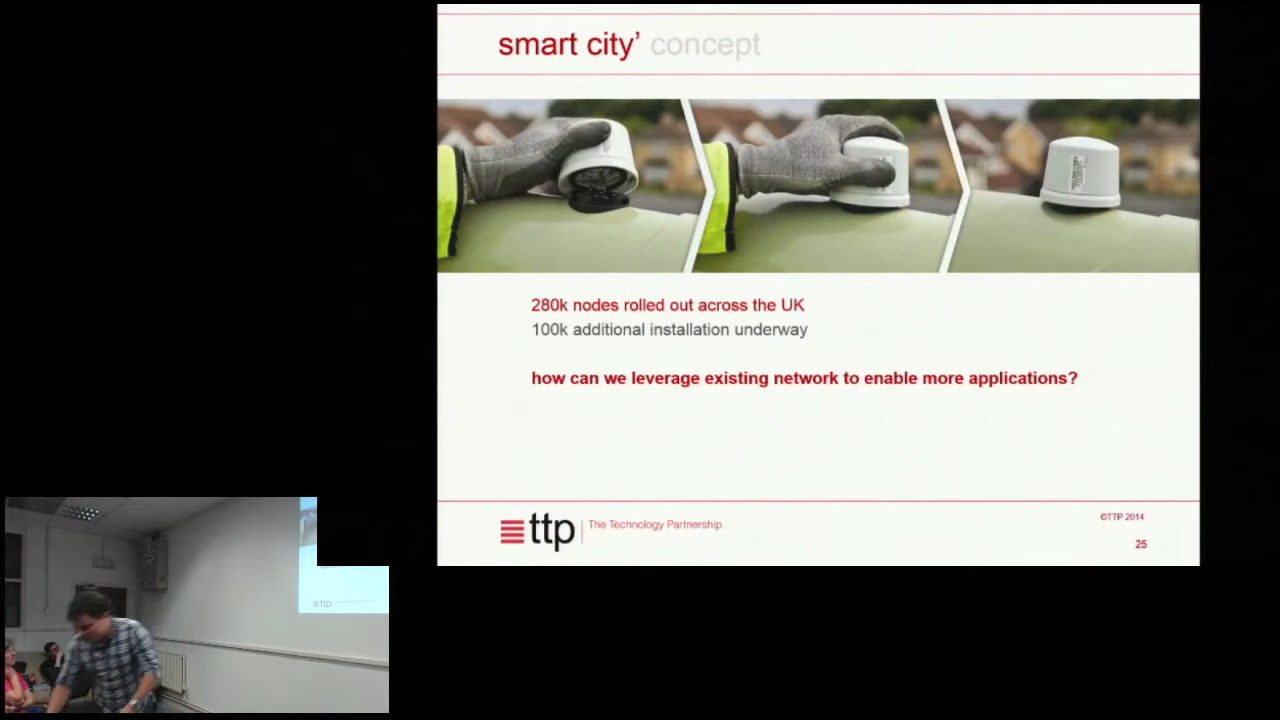 smart city’ concept
280k nodes rolled out across the UK
100k additional installation underway
how can we leverage existing network to enable more applications?
ttp
The Technology Partnership
©TTP 2014
25
ttp